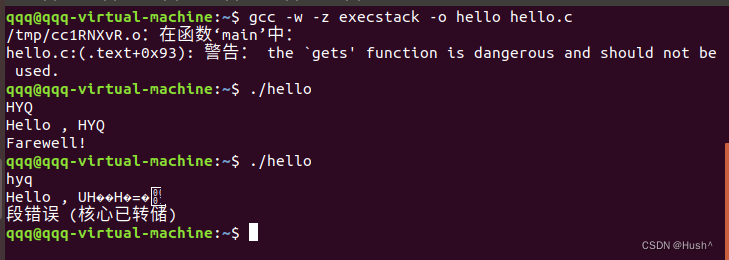 qqq@qqq-virtual-machine:~$ gcc -w -z execstack -o hello hello.c
/tmp/cc1RNXvR.o：在函数‘main’中：
hello.c:(.text+0x93): 警告： the `gets' function is dangerous and should not be
 used.
qqq@qqq-virtual-machine:~$ ./hello
HYQ
Hello , HYQ
Farewell!
qqq@qqq-virtual-machine:~$ ./hello
hyq
Hello , UH��H�=�
段错误 (核心已转储)
qqq@qqq-virtual-machine:~$
CSDN @Hush^